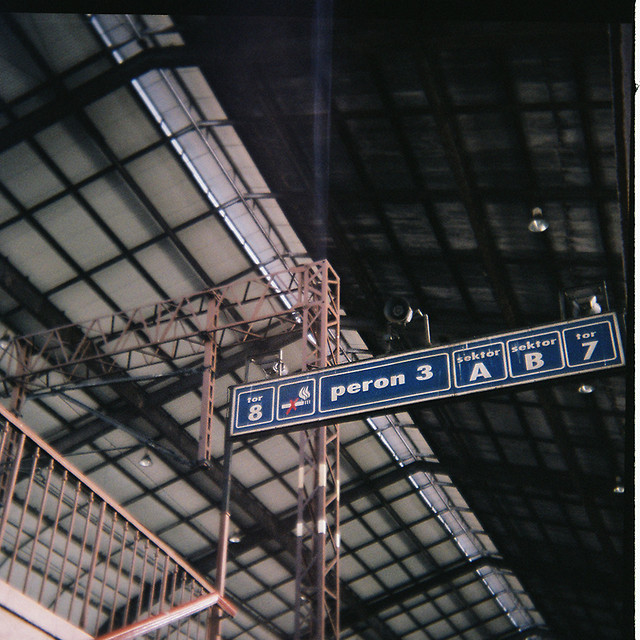 tor 8
peron 3
sektor A
sektor B
tor 7